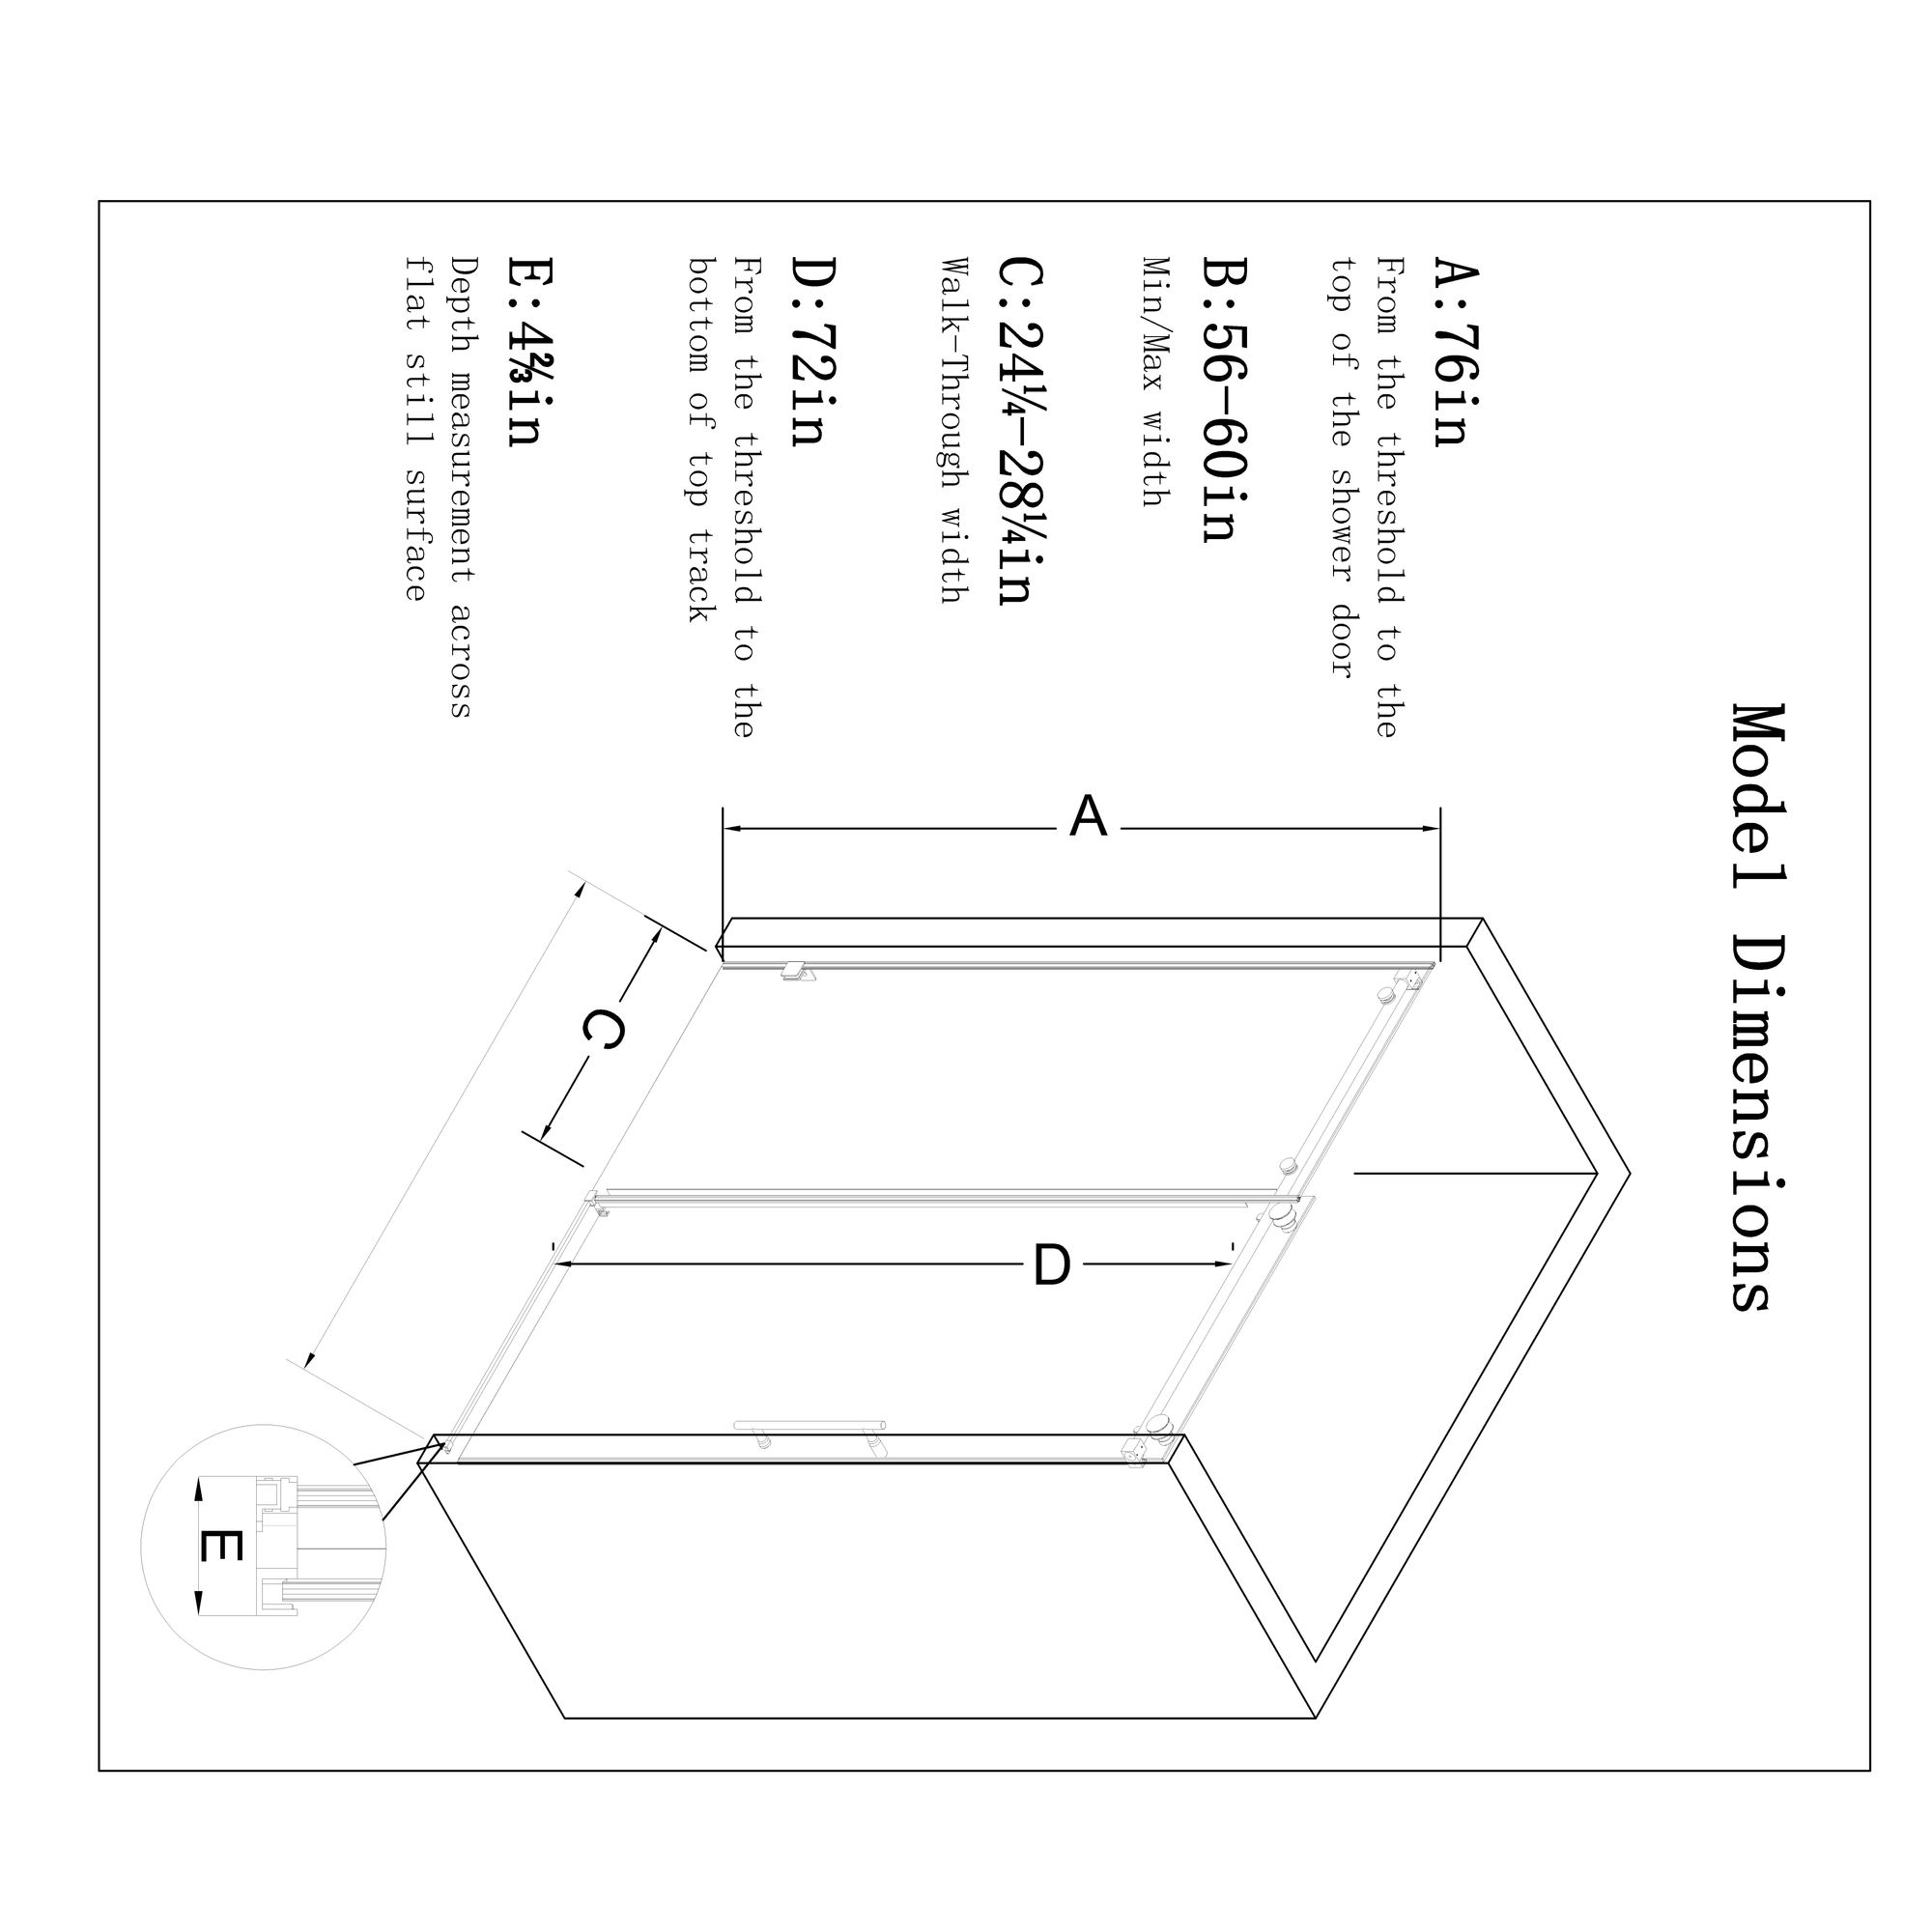 Model Dimensions
A:76in
From the threshold to the
top of the shower door
B:56-60in
Min/Max width
C:24¼-28¼in
Walk-Through width
D:72in
From the threshold to the
bottom of top track
E:4⅔in
Depth measurement across
flat still surface
A
D
C
E